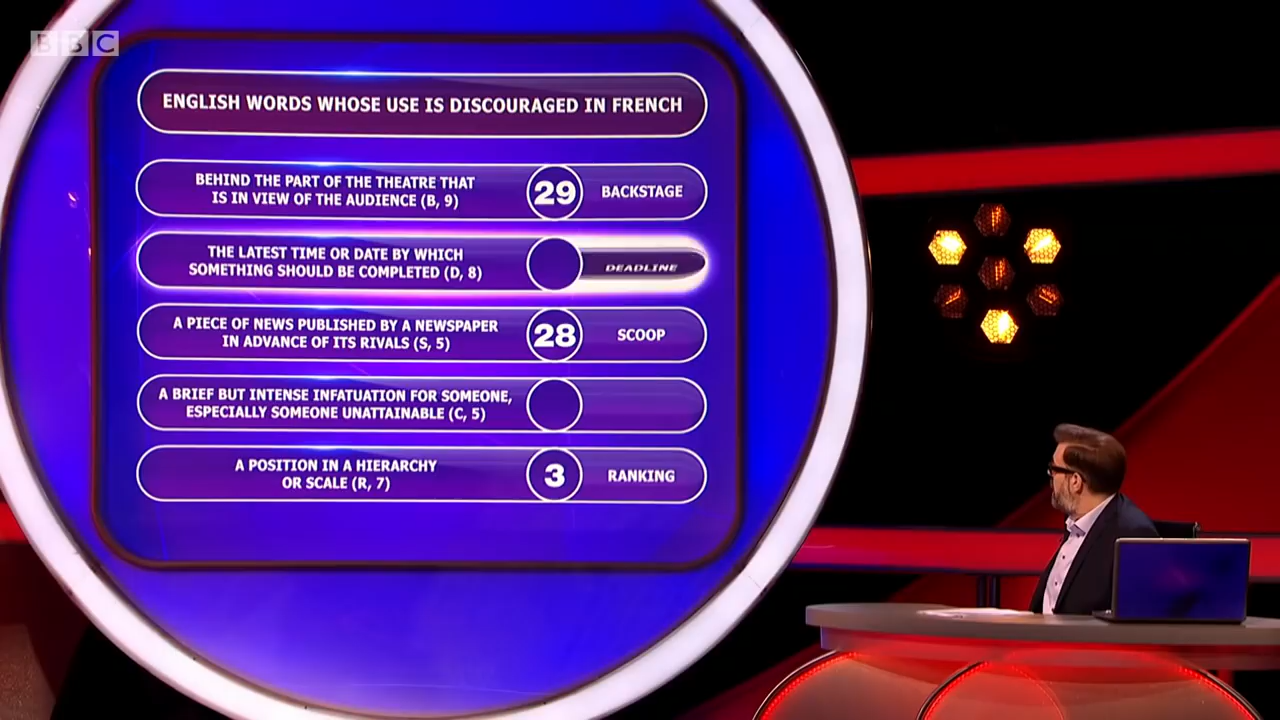 BBC
ENGLISH WORDS WHOSE USE IS DISCOURAGED IN FRENCH
BEHIND THE PART OF THE THEATRE THAT
IS IN VIEW OF THE AUDIENCE (B, 9)
29
BACKSTAGE
THE LATEST TIME OR DATE BY WHICH
SOMETHING SHOULD BE COMPLETED (D, 8)
DEADLINE
A PIECE OF NEWS PUBLISHED BY A NEWSPAPER
IN ADVANCE OF ITS RIVALS (S, 5)
28
SCOOP
A BRIEF BUT INTENSE INFATUATION FOR SOMEONE,
ESPECIALLY SOMEONE UNATTAINABLE (C, 5)
A POSITION IN A HIERARCHY
OR SCALE (R, 7)
3
RANKING